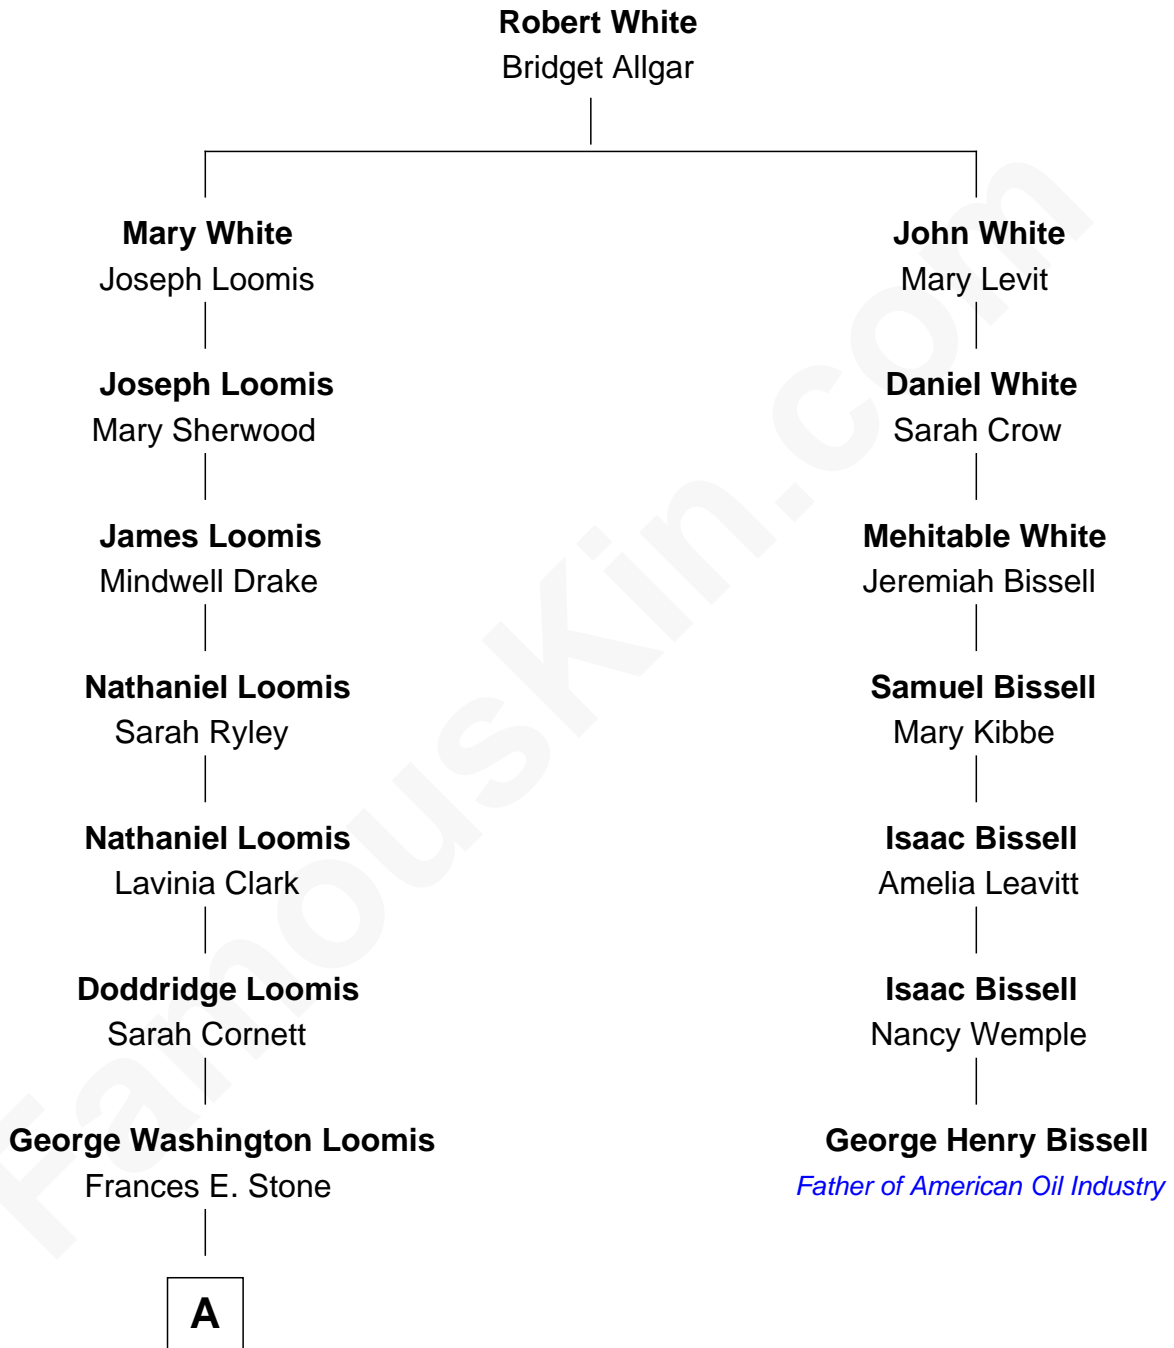 Robert White
Bridget Allgar
Mary White
Joseph Loomis
John White
Mary Levit
Joseph Loomis
Mary Sherwood
Daniel White
Sarah Crow
James Loomis
Mindwell Drake
Mehitable White
Jeremiah Bissell
Nathaniel Loomis
Sarah Ryley
Samuel Bissell
Mary Kibbe
Nathaniel Loomis
Lavinia Clark
Isaac Bissell
Amelia Leavitt
Doddridge Loomis
Sarah Cornett
Isaac Bissell
Nancy Wemple
George Washington Loomis
Frances E. Stone
George Henry Bissell
Father of American Oil Industry
A
FamousKin.com